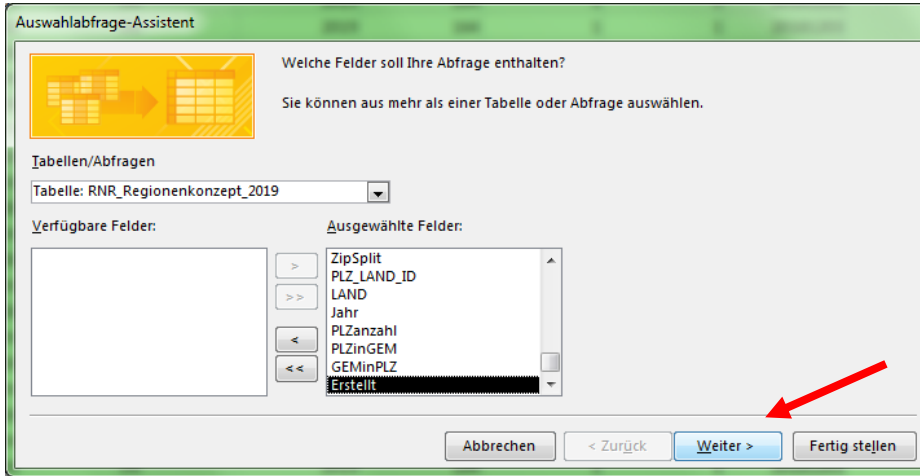 Auswahlabfrage-Assistent
Welche Felder soll Ihre Abfrage enthalten?
Sie können aus mehr als einer Tabelle oder Abfrage auswählen.
Tabellen/Abfragen
Tabelle: RNR_Regionenkonzept_2019
Verfügbare Felder:
Ausgewählte Felder:
ZipSplit
PLZ_LAND_ID
LAND
Jahr
PLZanzahl
PLZinGEM
GEMinPLZ
Erstellt
>
>>
<
<<
Abbrechen
< Zurück
Weiter >
Fertig stellen